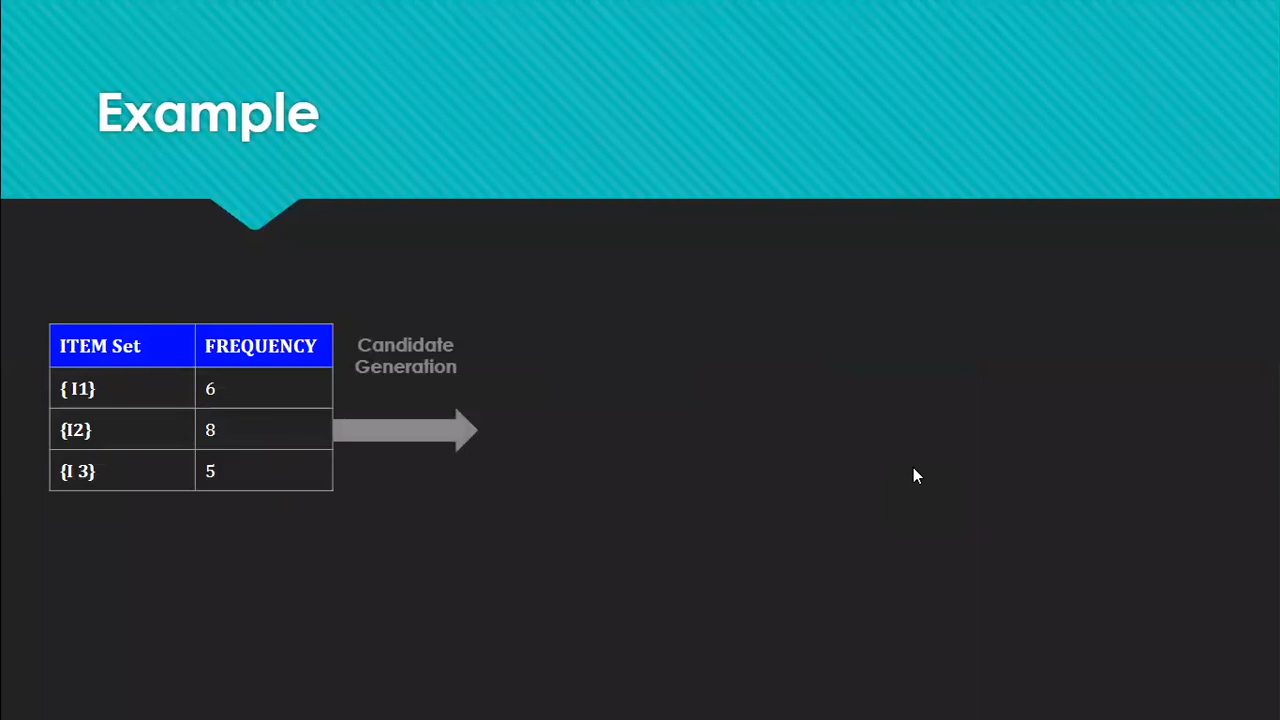 Example
ITEM Set FREQUENCY
{ I1} 6
{I2} 8
{I 3} 5
Candidate
Generation